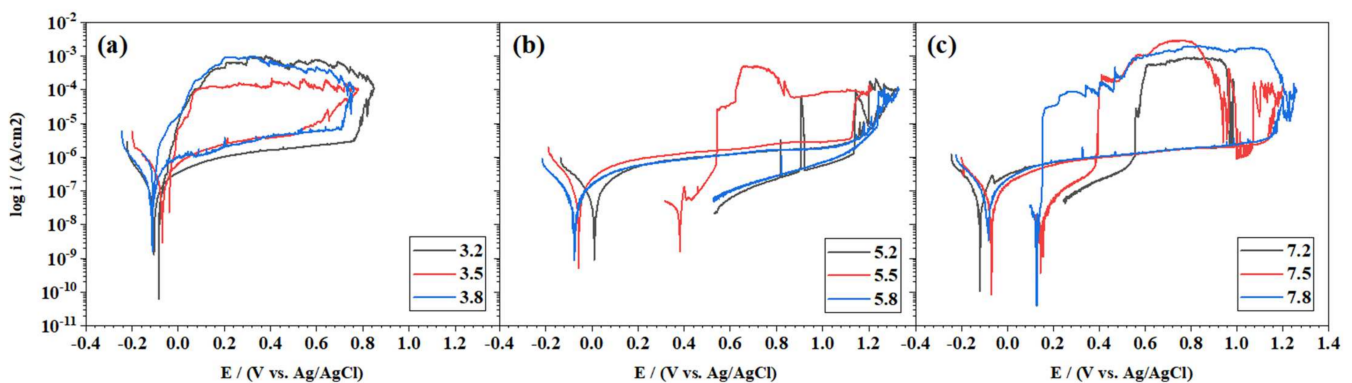 (a)
(b)
(c)
log i / (A/cm2)
10-2
10-3
10-4
10-5
10-6
10-7
10-8
10-9
10-10
10-11
3.2
3.5
3.8
5.2
5.5
5.8
7.2
7.5
7.8
-0.4 -0.2 0.0 0.2 0.4 0.6 0.8 1.0 1.2
-0.4 -0.2 0.0 0.2 0.4 0.6 0.8 1.0 1.2
-0.4 -0.2 0.0 0.2 0.4 0.6 0.8 1.0 1.2 1.4
E / (V vs. Ag/AgCl)
E / (V vs. Ag/AgCl)
E / (V vs. Ag/AgCl)